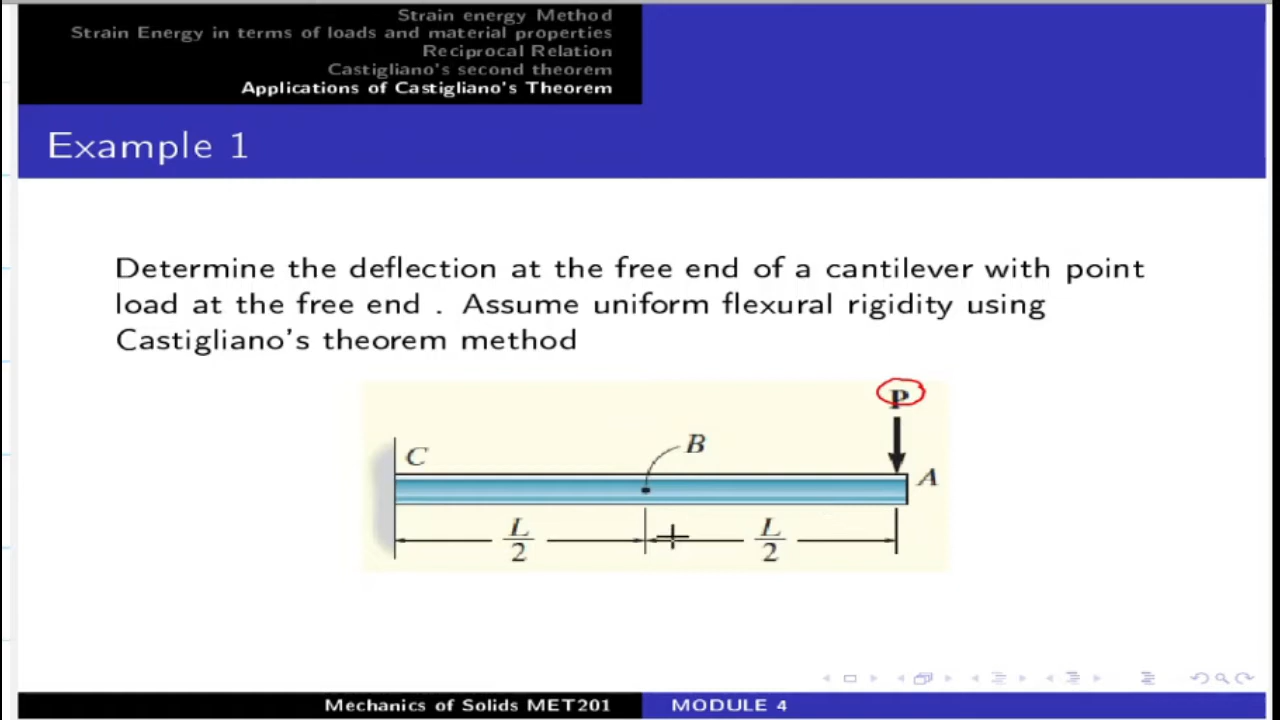 Strain energy Method
Strain Energy in terms of loads and material properties
Reciprocal Relation
Castigliano's second theorem
Applications of Castigliano's Theorem
Example 1
Determine the deflection at the free end of a cantilever with point
load at the free end . Assume uniform flexural rigidity using
Castigliano's theorem method
P
B
C
A
L/2
L/2
Mechanics of Solids MET201
MODULE 4